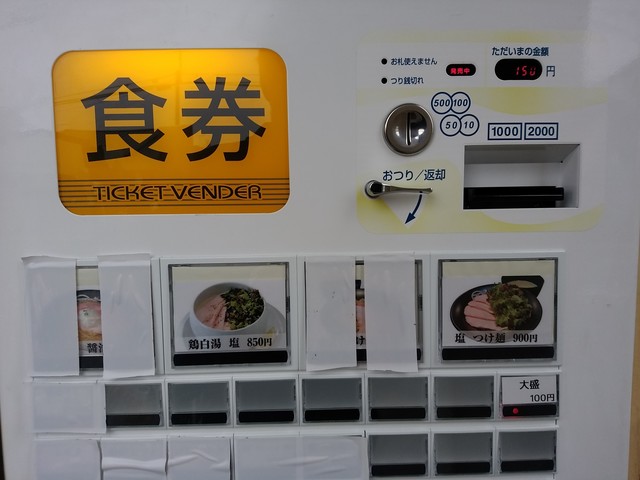 食券
TICKET VENDER
お札使えません
つり銭切れ
発売中
ただいまの金額
150 円
500 100
50 10
1000 2000
おつり/返却
醤油
鶏白湯 塩 850円
塩 つけ麺 900円
大盛
100円